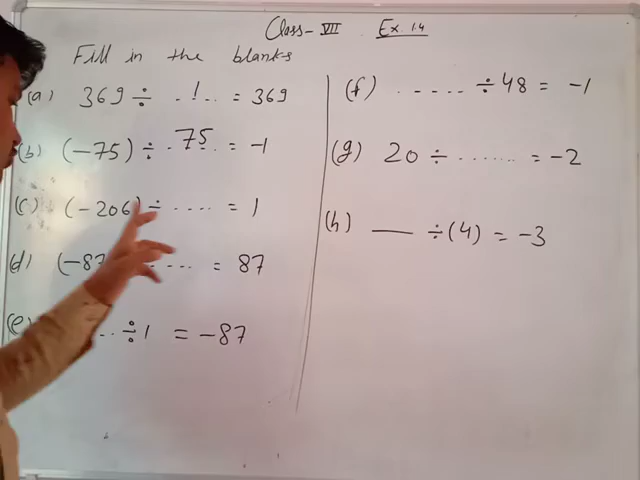 Class- VII Ex. 1.4
Fill in the blanks
(a) 369 ÷ . . 1 . . = 369
(b) (-75) ÷ . 75 . . = -1
(c) (-206) ÷ . . . . = 1
(d) (-87 . . . . = 87
(e) . . ÷ 1 = -87
(f) . . . . . ÷ 48 = -1
(g) 20 ÷ . . . . . . . = -2
(h) ___ ÷ (4) = -3